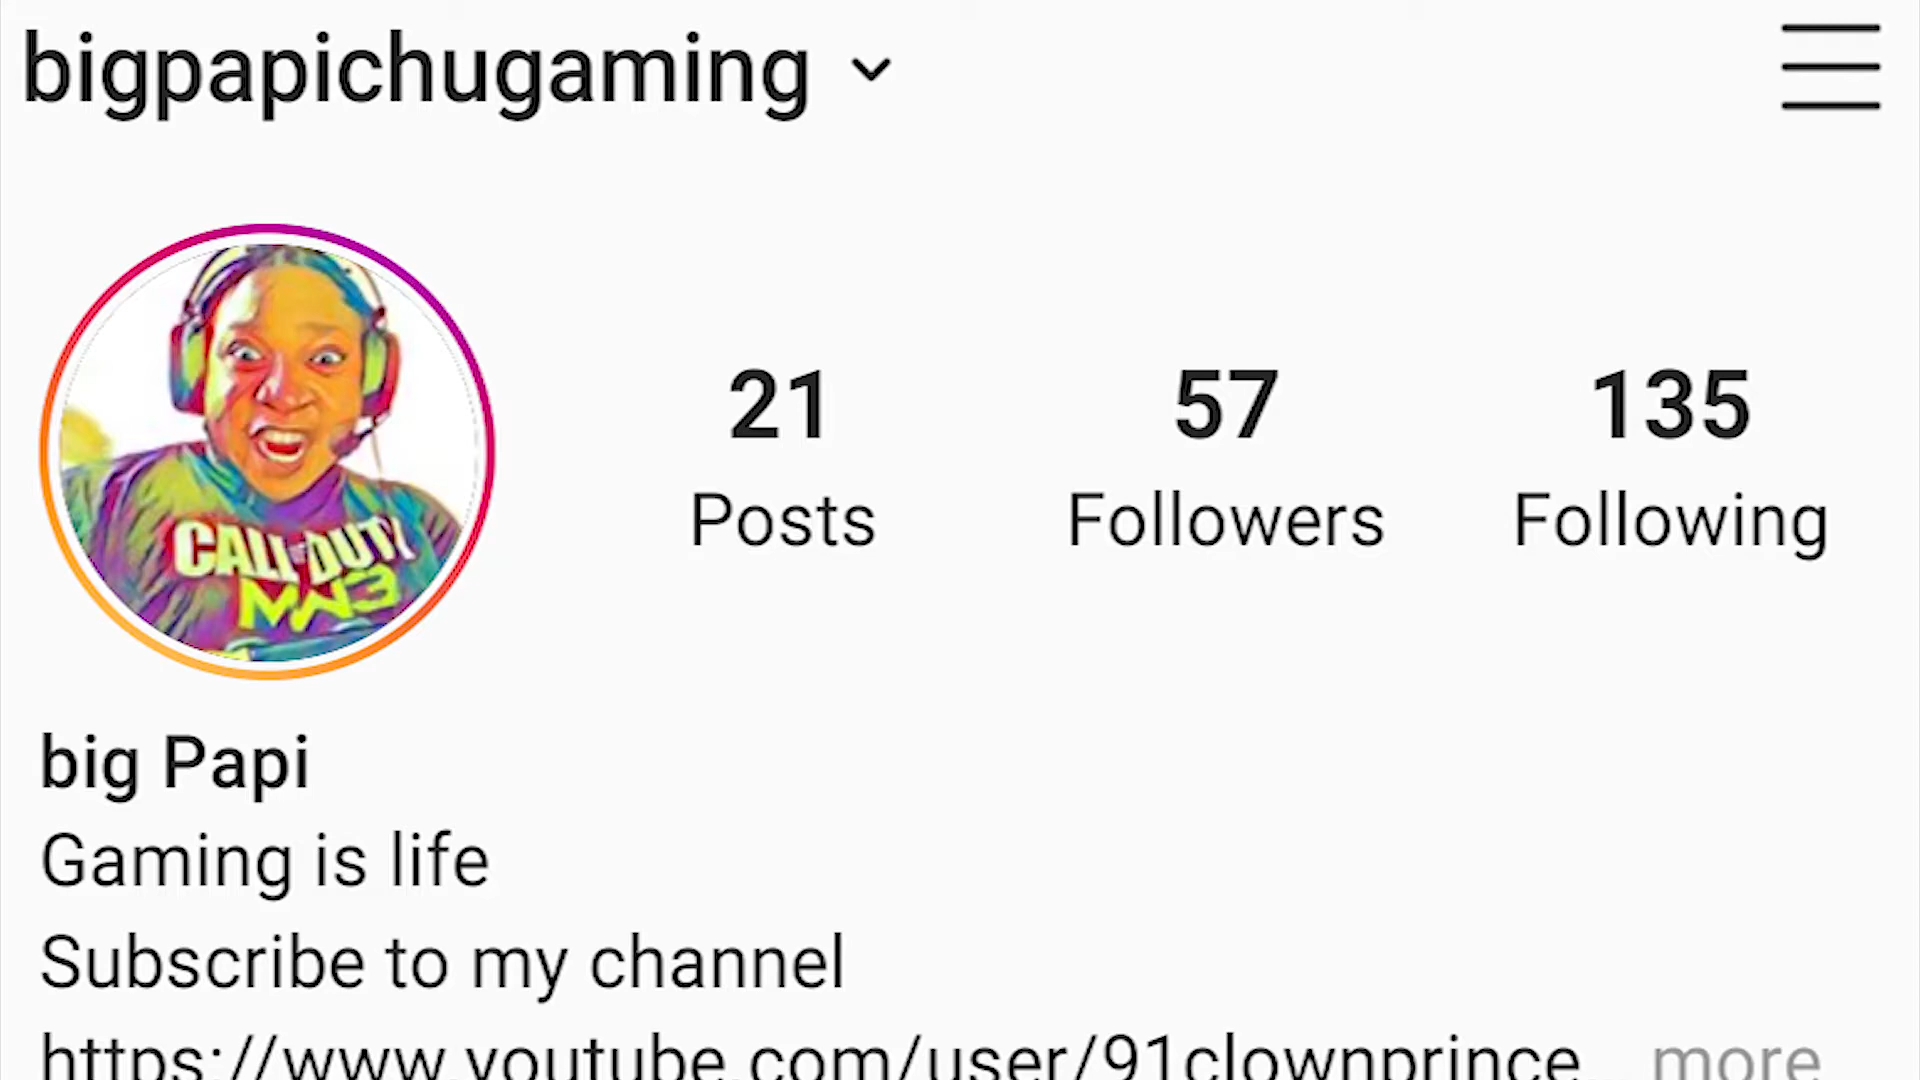 bigpapichugaming
21 57 135
Posts Followers Following
CALL OF DUTY
MW3
big Papi
Gaming is life
Subscribe to my channel
https://www.youtube.com/user/91clownprince. more